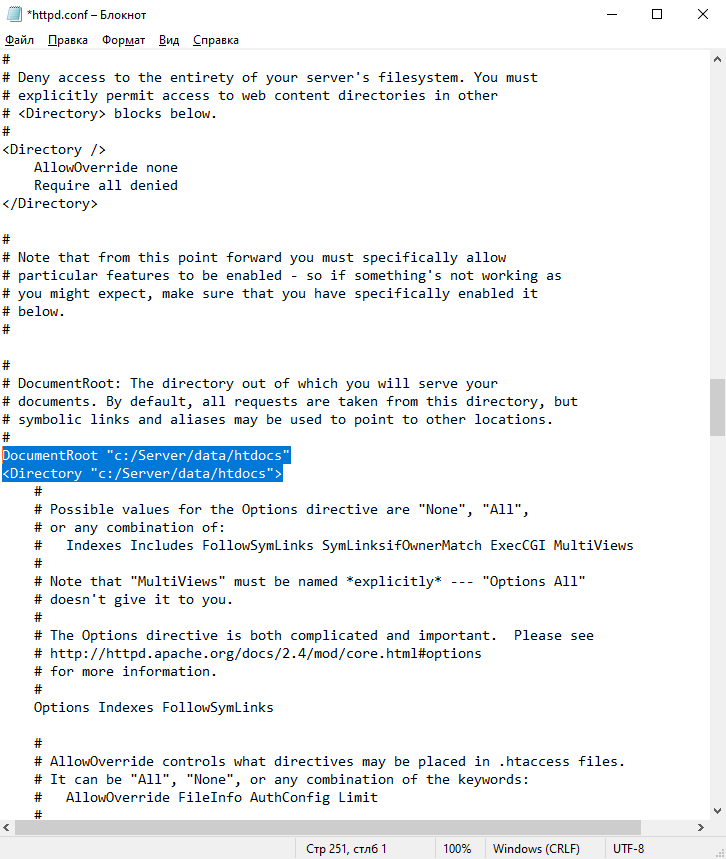 *httpd.conf – Блокнот
Файл Правка Формат Вид Справка
#
# Deny access to the entirety of your server's filesystem. You must
# explicitly permit access to web content directories in other
# <Directory> blocks below.
#
<Directory />
    AllowOverride none
    Require all denied
</Directory>

#
# Note that from this point forward you must specifically allow
# particular features to be enabled - so if something's not working as
# you might expect, make sure that you have specifically enabled it
# below.
#

#
# DocumentRoot: The directory out of which you will serve your
# documents. By default, all requests are taken from this directory, but
# symbolic links and aliases may be used to point to other locations.
#
DocumentRoot "c:/Server/data/htdocs"
<Directory "c:/Server/data/htdocs">
    #
    # Possible values for the Options directive are "None", "All",
    # or any combination of:
    #   Indexes Includes FollowSymLinks SymLinksifOwnerMatch ExecCGI MultiViews
    #
    # Note that "MultiViews" must be named *explicitly* --- "Options All"
    # doesn't give it to you.
    #
    # The Options directive is both complicated and important.  Please see
    # http://httpd.apache.org/docs/2.4/mod/core.html#options
    # for more information.
    #
    Options Indexes FollowSymLinks

    #
    # AllowOverride controls what directives may be placed in .htaccess files.
    # It can be "All", "None", or any combination of the keywords:
    #   AllowOverride FileInfo AuthConfig Limit
    #
Стр 251, стлб 1 100% Windows (CRLF) UTF-8